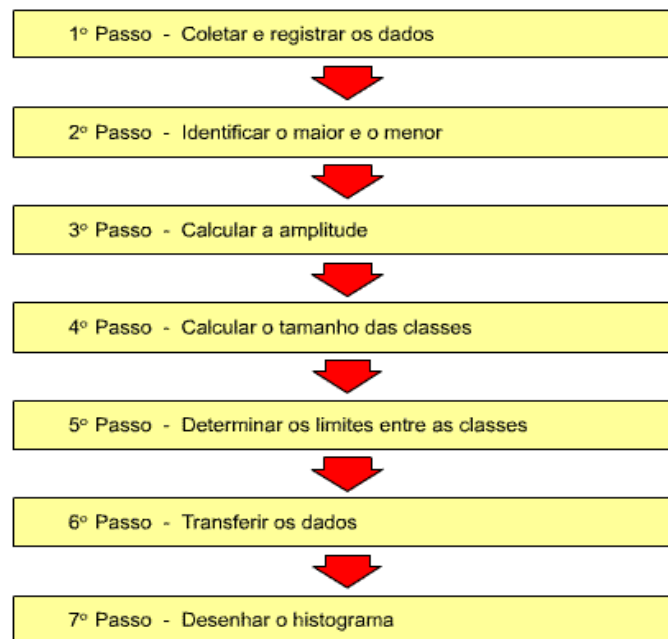 1º Passo - Coletar e registrar os dados
2º Passo - Identificar o maior e o menor
3º Passo - Calcular a amplitude
4º Passo - Calcular o tamanho das classes
5º Passo - Determinar os limites entre as classes
6º Passo - Transferir os dados
7º Passo - Desenhar o histograma